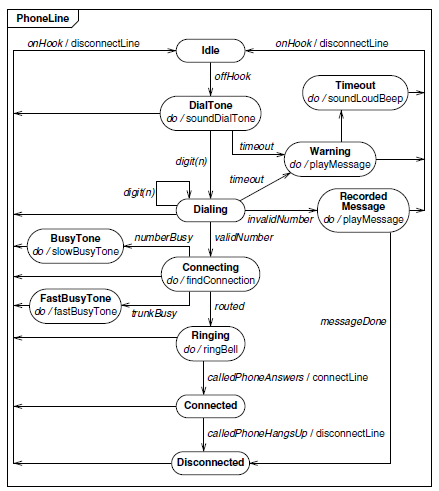 PhoneLine
onHook / disconnectLine
Idle
onHook / disconnectLine
offHook
Timeout
do / soundLoudBeep
DialTone
do / soundDialTone
timeout
Warning
do / playMessage
digit(n)
timeout
digit(n)
Dialing
invalidNumber
Recorded
Message
do / playMessage
BusyTone
do / slowBusyTone
numberBusy
validNumber
Connecting
do / findConnection
FastBusyTone
do / fastBusyTone
trunkBusy
routed
messageDone
Ringing
do / ringBell
calledPhoneAnswers / connectLine
Connected
calledPhoneHangsUp / disconnectLine
Disconnected